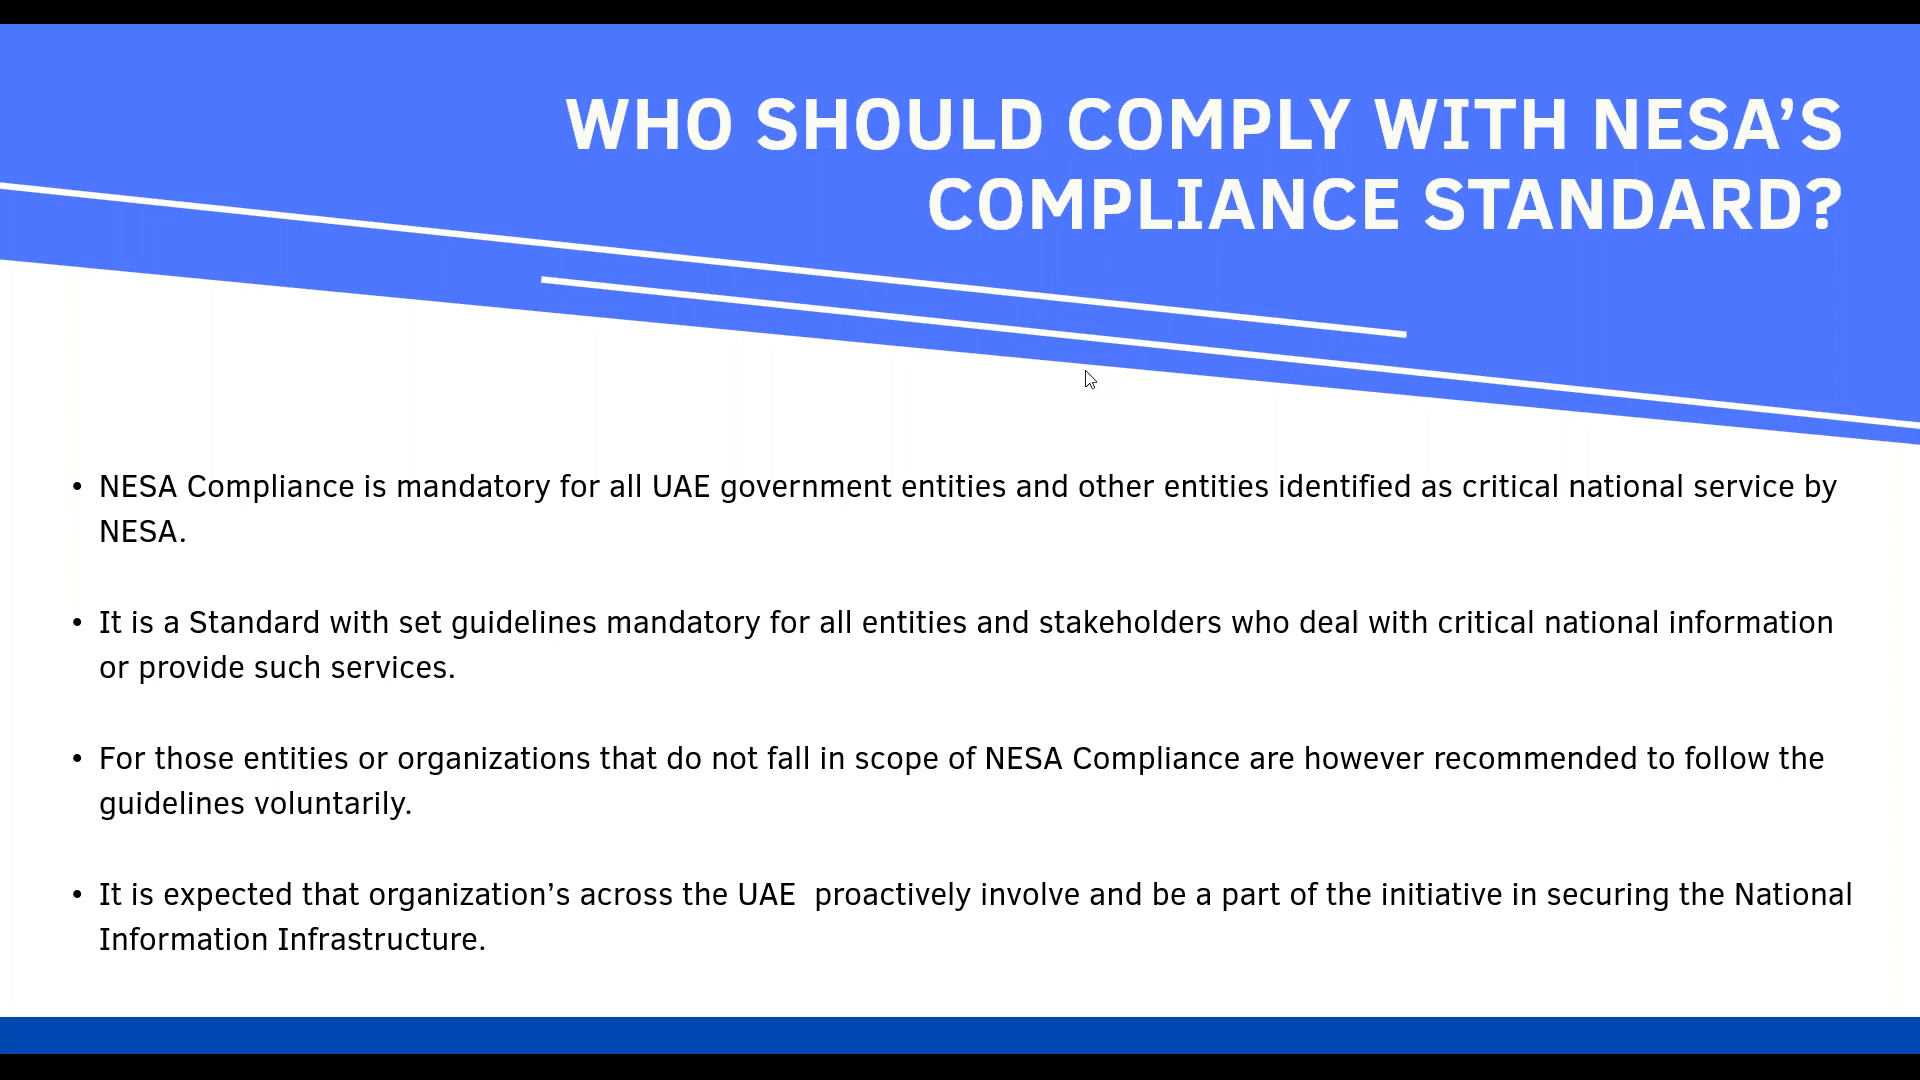 WHO SHOULD COMPLY WITH NESA’S
COMPLIANCE STANDARD?
• NESA Compliance is mandatory for all UAE government entities and other entities identified as critical national service by
NESA.
• It is a Standard with set guidelines mandatory for all entities and stakeholders who deal with critical national information
or provide such services.
• For those entities or organizations that do not fall in scope of NESA Compliance are however recommended to follow the
guidelines voluntarily.
• It is expected that organization’s across the UAE  proactively involve and be a part of the initiative in securing the National
Information Infrastructure.